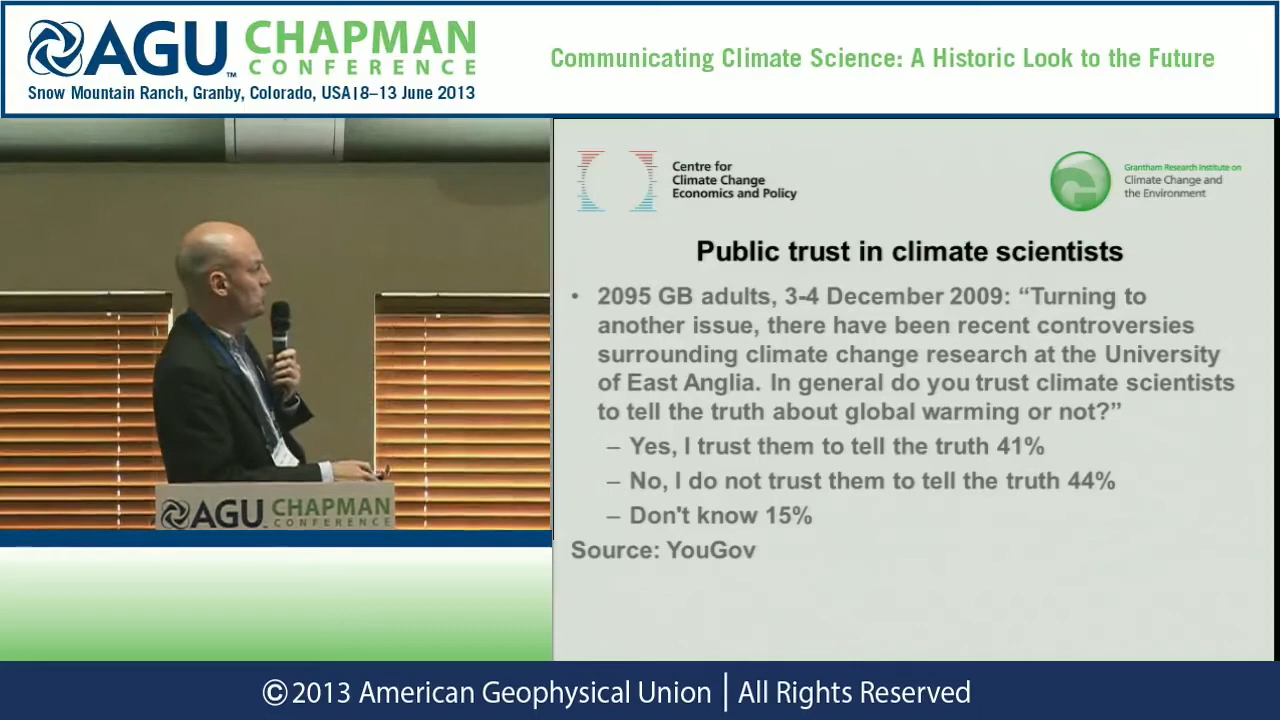 AGU CHAPMAN
CONFERENCE
Snow Mountain Ranch, Granby, Colorado, USA|8–13 June 2013
Communicating Climate Science: A Historic Look to the Future
Centre for
Climate Change
Economics and Policy
Grantham Research Institute on
Climate Change and
the Environment
Public trust in climate scientists
• 2095 GB adults, 3-4 December 2009: “Turning to
another issue, there have been recent controversies
surrounding climate change research at the University
of East Anglia. In general do you trust climate scientists
to tell the truth about global warming or not?”
– Yes, I trust them to tell the truth 41%
– No, I do not trust them to tell the truth 44%
– Don't know 15%
Source: YouGov
AGU CHAPMAN
CONFERENCE
©2013 American Geophysical Union | All Rights Reserved